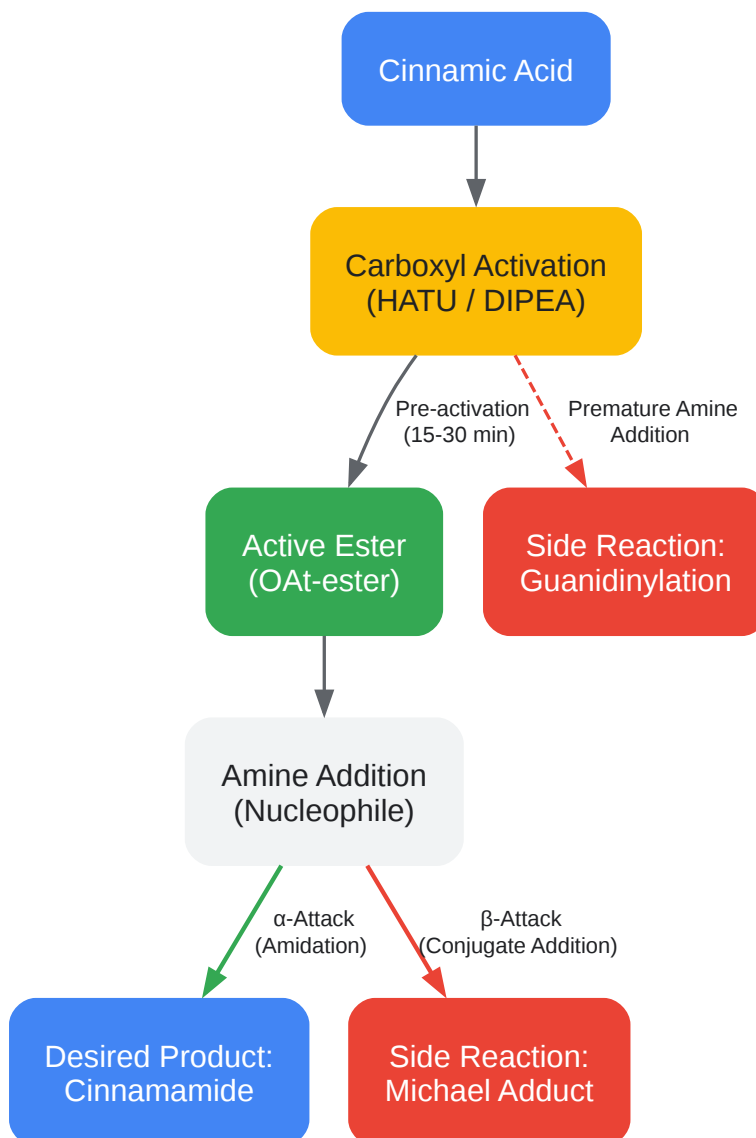 Cinnamic Acid
Carboxyl Activation
(HATU / DIPEA)
Pre-activation
(15-30 min)
Premature Amine
Addition
Active Ester
(OAt-ester)
Side Reaction:
Guanidinylation
Amine Addition
(Nucleophile)
α-Attack
(Amidation)
β-Attack
(Conjugate Addition)
Desired Product:
Cinnamamide
Side Reaction:
Michael Adduct